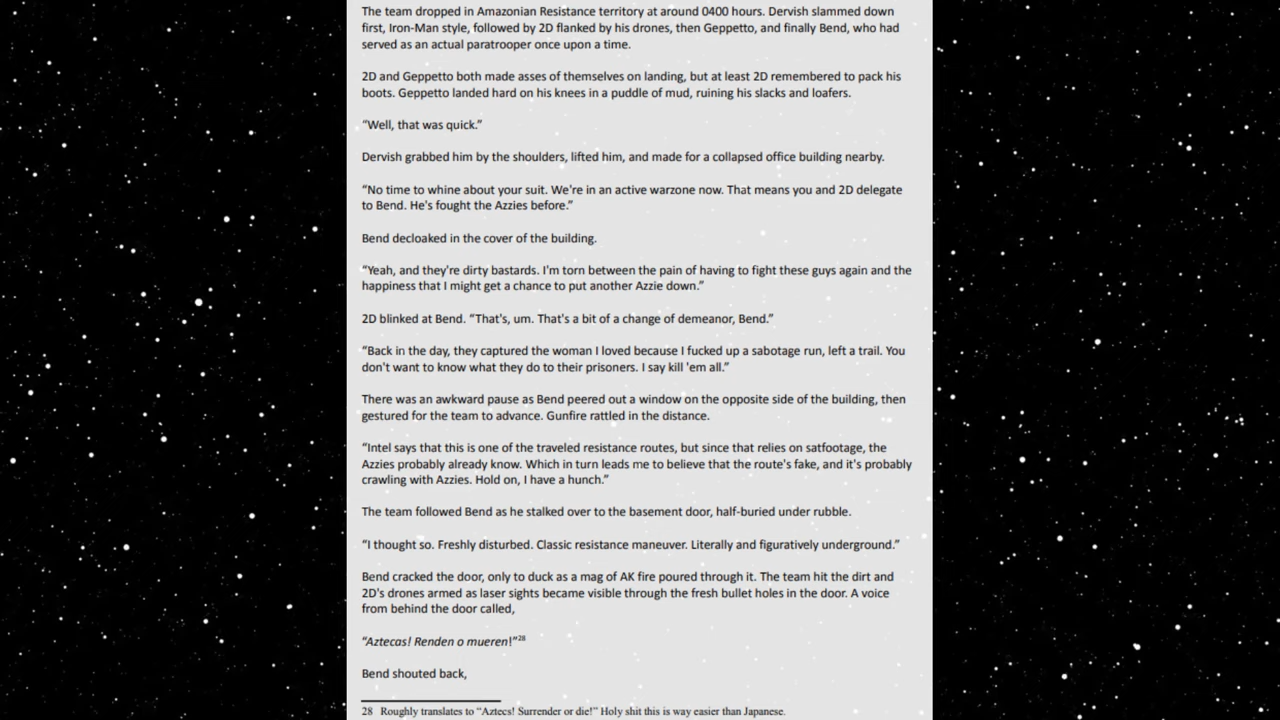 The team dropped in Amazonian Resistance territory at around 0400 hours. Dervish slammed down
first, Iron-Man style, followed by 2D flanked by his drones, then Geppetto, and finally Bend, who had
served as an actual paratrooper once upon a time.
2D and Geppetto both made asses of themselves on landing, but at least 2D remembered to pack his
boots. Geppetto landed hard on his knees in a puddle of mud, ruining his slacks and loafers.
“Well, that was quick.”
Dervish grabbed him by the shoulders, lifted him, and made for a collapsed office building nearby.
“No time to whine about your suit. We're in an active warzone now. That means you and 2D delegate
to Bend. He's fought the Azzies before.”
Bend decloaked in the cover of the building.
“Yeah, and they're dirty bastards. I'm torn between the pain of having to fight these guys again and the
happiness that I might get a chance to put another Azzie down.”
2D blinked at Bend. “That's, um. That's a bit of a change of demeanor, Bend.”
“Back in the day, they captured the woman I loved because I fucked up a sabotage run, left a trail. You
don't want to know what they do to their prisoners. I say kill 'em all.”
There was an awkward pause as Bend peered out a window on the opposite side of the building, then
gestured for the team to advance. Gunfire rattled in the distance.
“Intel says that this is one of the traveled resistance routes, but since that relies on satfootage, the
Azzies probably already know. Which in turn leads me to believe that the route's fake, and it's probably
crawling with Azzies. Hold on, I have a hunch.”
The team followed Bend as he stalked over to the basement door, half-buried under rubble.
“I thought so. Freshly disturbed. Classic resistance maneuver. Literally and figuratively underground.”
Bend cracked the door, only to duck as a mag of AK fire poured through it. The team hit the dirt and
2D's drones armed as laser sights became visible through the fresh bullet holes in the door. A voice
from behind the door called,
“Aztecas! Renden o mueren!”28
Bend shouted back,
28 Roughly translates to “Aztecs! Surrender or die!” Holy shit this is way easier than Japanese.